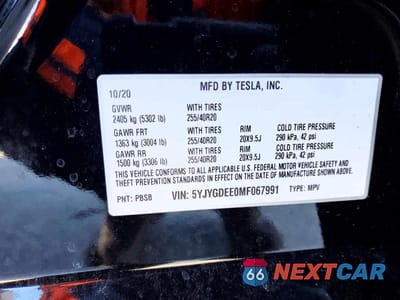 MFD BY TESLA, INC.
10/20
GVWR WITH TIRES
2405 kg (5302 lb) 255/40R20
GAWR FRT WITH TIRES RIM COLD TIRE PRESSURE
1363 kg (3004 lb) 255/40R20 20X9.5J 290 kPa, 42 psi
GAWR RR WITH TIRES RIM COLD TIRE PRESSURE
1500 kg (3306 lb) 255/40R20 20X9.5J 290 kPa, 42 psi
THIS VEHICLE CONFORMS TO ALL APPLICABLE U.S. FEDERAL MOTOR VEHICLE SAFETY AND
THEFT PREVENTION STANDARDS IN EFFECT ON THE DATE OF MANUFACTURE SHOWN ABOVE.
PNT: PBSB VIN: 5YJYGDEE0MF067991 TYPE: MPV
66 NEXTCAR